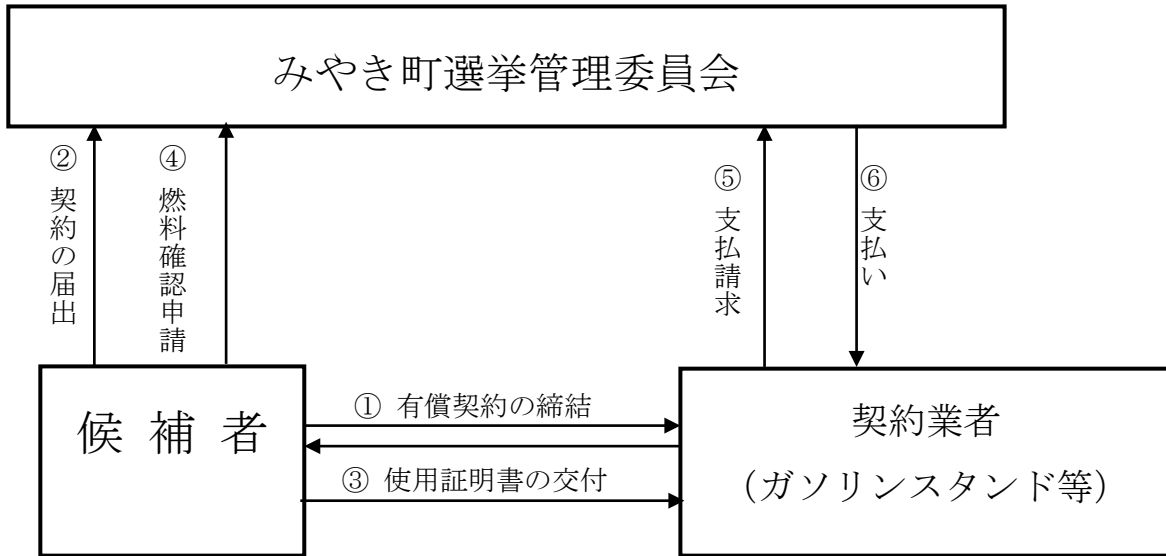 みやき町選挙管理委員会
② 契約の届出
④ 燃料確認申請
⑤ 支払請求
⑥ 支払い
候 補 者
① 有償契約の締結
③ 使用証明書の交付
契約業者
（ガソリンスタンド等）